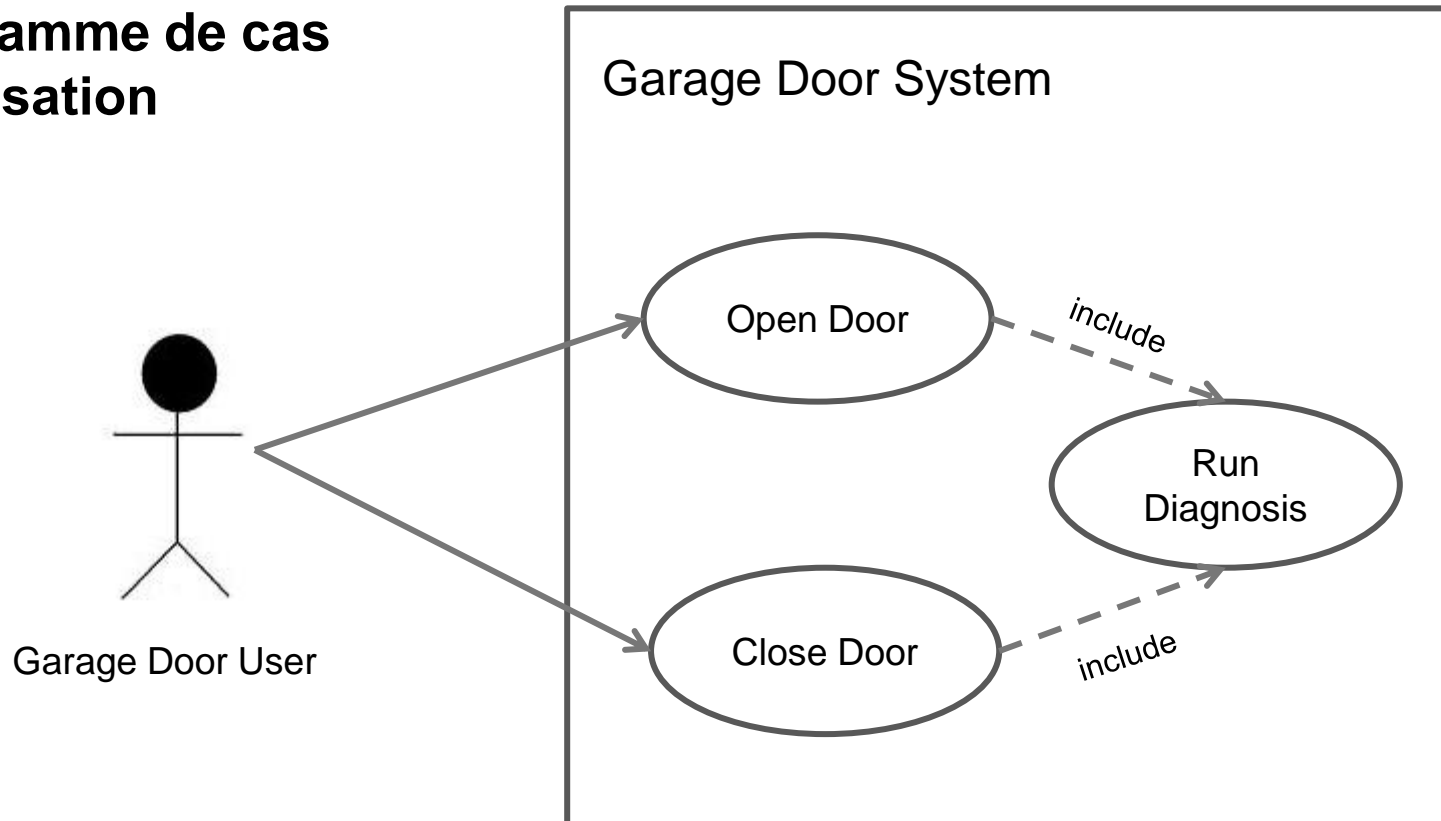 amme de cas
sation
Garage Door System
Open Door
include
Run
Diagnosis
Close Door
include
Garage Door User